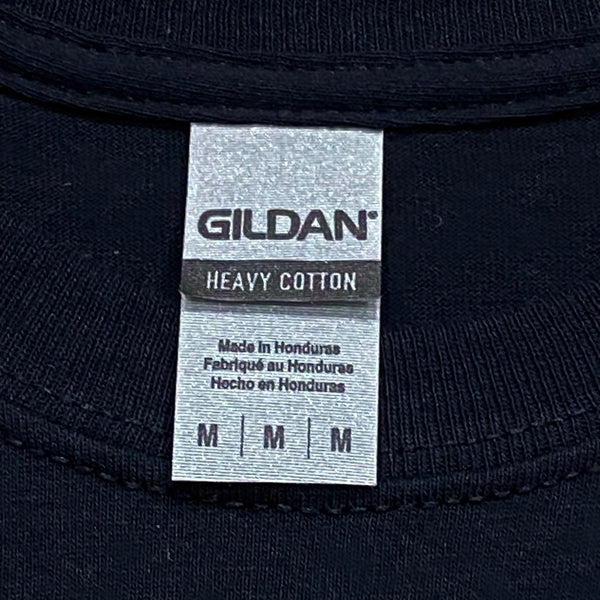 GILDAN®
HEAVY COTTON
Made in Honduras
Fabriqué au Honduras
Hecho en Honduras
M | M | M